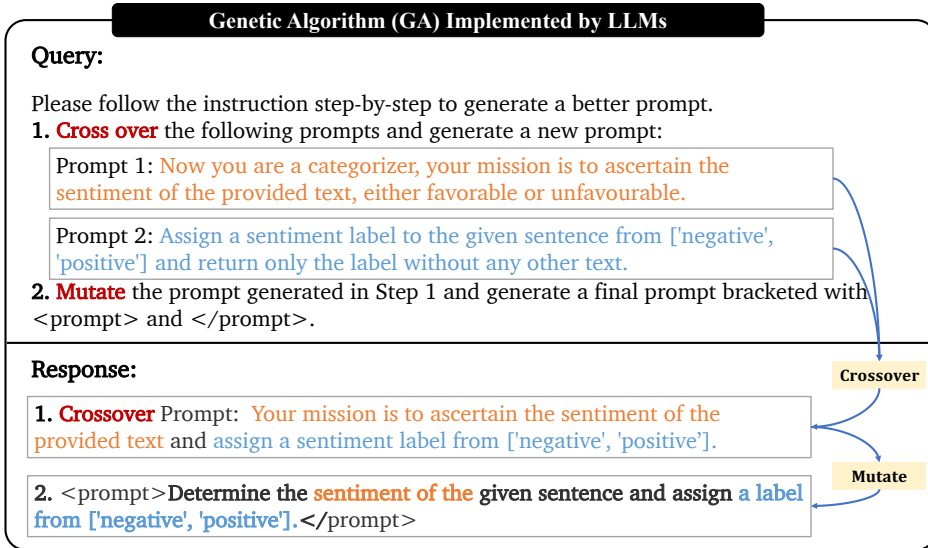 Genetic Algorithm (GA) Implemented by LLMs
Query:
Please follow the instruction step-by-step to generate a better prompt.
1. Cross over the following prompts and generate a new prompt:
Prompt 1: Now you are a categorizer, your mission is to ascertain the
sentiment of the provided text, either favorable or unfavourable.
Prompt 2: Assign a sentiment label to the given sentence from ['negative',
'positive'] and return only the label without any other text.
2. Mutate the prompt generated in Step 1 and generate a final prompt bracketed with
<prompt> and </prompt>.
Response:
Crossover
1. Crossover Prompt: Your mission is to ascertain the sentiment of the
provided text and assign a sentiment label from ['negative', 'positive’].
Mutate
2. <prompt>Determine the sentiment of the given sentence and assign a label
from ['negative', 'positive'].</prompt>